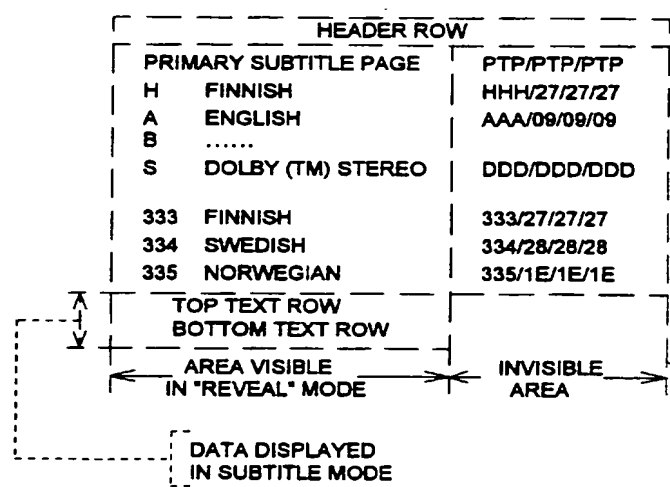 HEADER ROW
PRIMARY SUBTITLE PAGE PTP/PTP/PTP
H FINNISH HHH/27/27/27
A ENGLISH AAA/09/09/09
B ......
S DOLBY (TM) STEREO DDD/DDD/DDD
333 FINNISH 333/27/27/27
334 SWEDISH 334/28/28/28
335 NORWEGIAN 335/1E/1E/1E
TOP TEXT ROW
BOTTOM TEXT ROW
AREA VISIBLE
IN "REVEAL" MODE
INVISIBLE
AREA
DATA DISPLAYED
IN SUBTITLE MODE